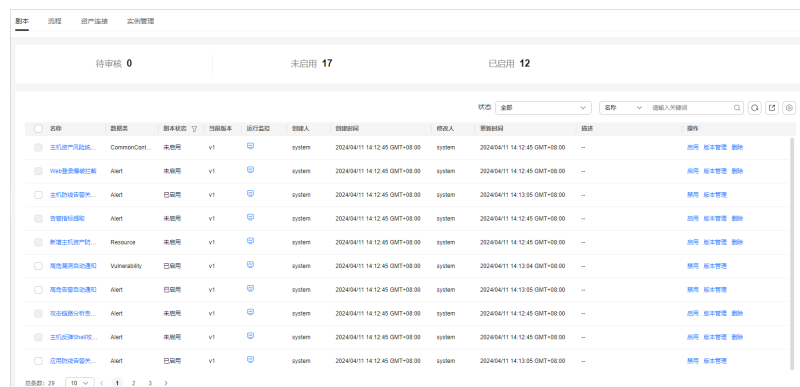 剧本 流程 资产连接 实例管理
待审核 0 未启用 17 已启用 12
状态 全部 名称 请输入关键词
名称 数据类 剧本状态 当前版本 运行监控 创建人 创建时间 修改人 更新时间 描述 操作
主机资产风险统... CommonCont... 未启用 v1 system 2024/04/11 14:12:45 GMT+08:00 system 2024/04/11 14:12:45 GMT+08:00 -- 启用 版本管理 删除
Web登录爆破拦截 Alert 未启用 v1 system 2024/04/11 14:12:45 GMT+08:00 system 2024/04/11 14:12:45 GMT+08:00 -- 启用 版本管理 删除
主机防线告警关... Alert 已启用 v1 system 2024/04/11 14:12:45 GMT+08:00 system 2024/04/11 14:13:05 GMT+08:00 -- 禁用 版本管理
告警指标提取 Alert 未启用 v1 system 2024/04/11 14:12:45 GMT+08:00 system 2024/04/11 14:12:45 GMT+08:00 -- 启用 版本管理 删除
新增主机资产防... Resource 未启用 v1 system 2024/04/11 14:12:45 GMT+08:00 system 2024/04/11 14:12:45 GMT+08:00 -- 启用 版本管理 删除
高危漏洞自动通知 Vulnerability 已启用 v1 system 2024/04/11 14:12:45 GMT+08:00 system 2024/04/11 14:13:04 GMT+08:00 -- 禁用 版本管理
高危告警自动通知 Alert 已启用 v1 system 2024/04/11 14:12:45 GMT+08:00 system 2024/04/11 14:13:05 GMT+08:00 -- 禁用 版本管理
攻击链路分析告... Alert 未启用 v1 system 2024/04/11 14:12:45 GMT+08:00 system 2024/04/11 14:12:45 GMT+08:00 -- 启用 版本管理 删除
主机反弹Shell攻... Alert 未启用 v1 system 2024/04/11 14:12:45 GMT+08:00 system 2024/04/11 14:12:45 GMT+08:00 -- 启用 版本管理 删除
应用防线告警关... Alert 已启用 v1 system 2024/04/11 14:12:45 GMT+08:00 system 2024/04/11 14:13:05 GMT+08:00 -- 禁用 版本管理
总条数: 29 10 < 1 2 3 >